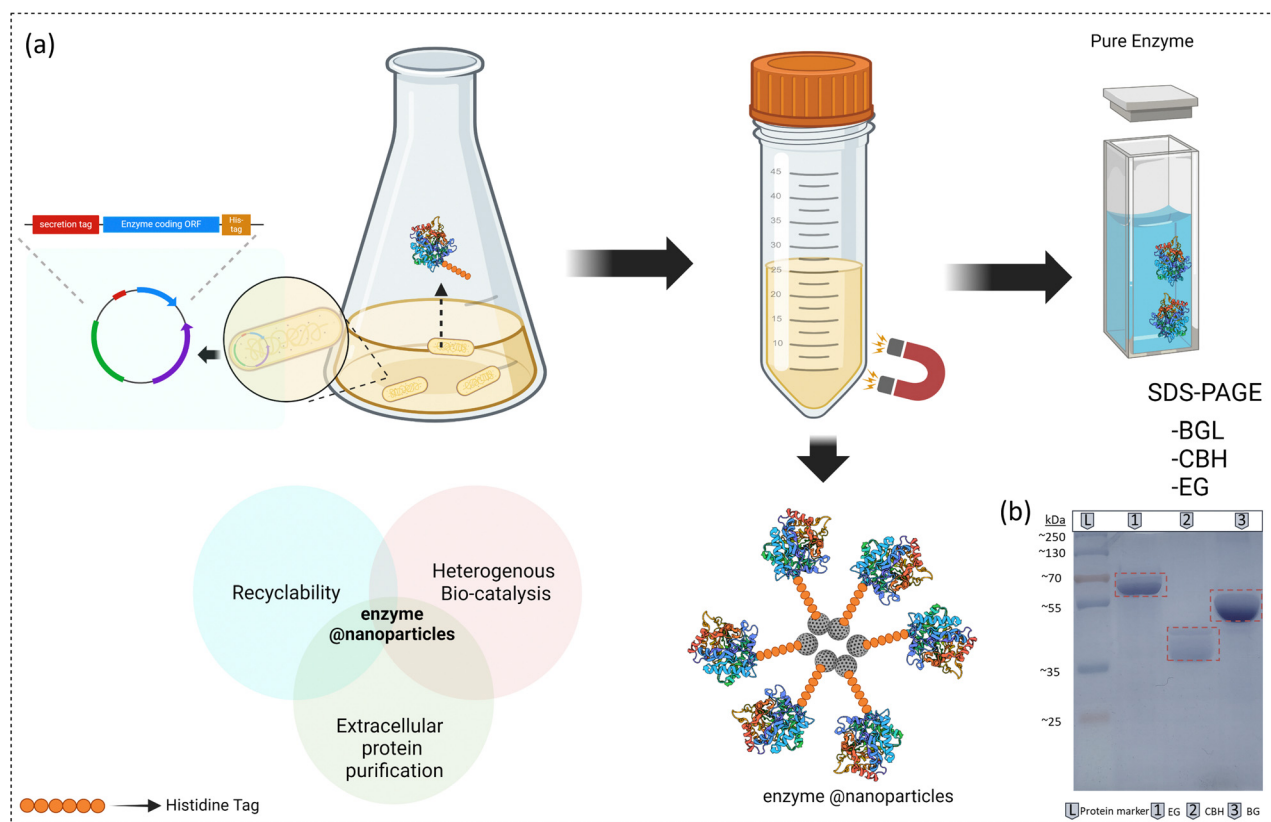 (a)
Pure Enzyme
secretion tag
Enzyme coding ORF
His-
tag
45
40
35
30
25
20
15
10
SDS-PAGE
-BGL
-CBH
-EG
Recyclability
Heterogenous
Bio-catalysis
enzyme
@nanoparticles
Extracellular
protein
purification
Histidine Tag
enzyme @nanoparticles
(b)
kDa
L
1
2
3
~250
~130
~70
~55
~35
~25
L Protein marker 1 EG 2 CBH 3 BG